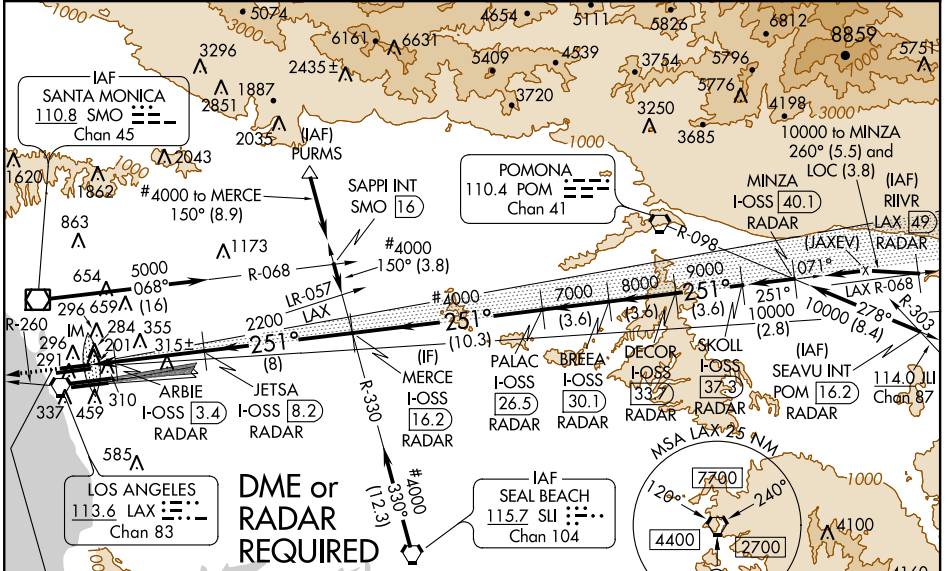 5074
4654
5111
5826
6812
8859
5751
3296
6161
6631
2435±
5409
4539
3754
5796
5776
1887
2851
2035
3720
3250
3685
4198
3000
1000
1000
1000
IAF
SANTA MONICA
110.8 SMO
Chan 45
2043
1620
1862
1000
(IAF)
PURMS
#4000 to MERCE
150° (8.9)
SAPPI INT
SMO 16
#4000
150° (3.8)
POMONA
110.4 POM
Chan 41
R-098
10000 to MINZA
260° (5.5) and
LOC (3.8)
MINZA
I-OSS 40.1
RADAR
(IAF)
RIIVR
LAX 49
RADAR
(JAXEV)
071°
X
LAX R-068
R-303
863
1173
654
296
659
5000
068°
(16)
R-068
LR-057
LAX
2200
251°
(8)
#4000
251°
(10.3)
7000
(3.6)
8000
(3.6)
9000
251°
(3.6)
251°
10000
(2.8)
278°
10000 (8.4)
R-260
IM
296
291
284
201
355
315±
310
337
459
585
ARBIE
I-OSS 3.4
RADAR
JETSA
I-OSS 8.2
RADAR
(IF)
MERCE
I-OSS
16.2
RADAR
PALAC
I-OSS
26.5
RADAR
BREEA
I-OSS
30.1
RADAR
DECOR
I-OSS
33.7
RADAR
SKOLL
I-OSS
37.3
RADAR
(IAF)
SEAVU INT
POM 16.2
RADAR
114.0 JLI
Chan 87
R-330
#4000
330°
(12.3)
LOS ANGELES
113.6 LAX
Chan 83
DME or
RADAR
REQUIRED
IAF
SEAL BEACH
115.7 SLI
Chan 104
MSA LAX 25 NM
7700
120°
240°
4400
2700
1000
4100